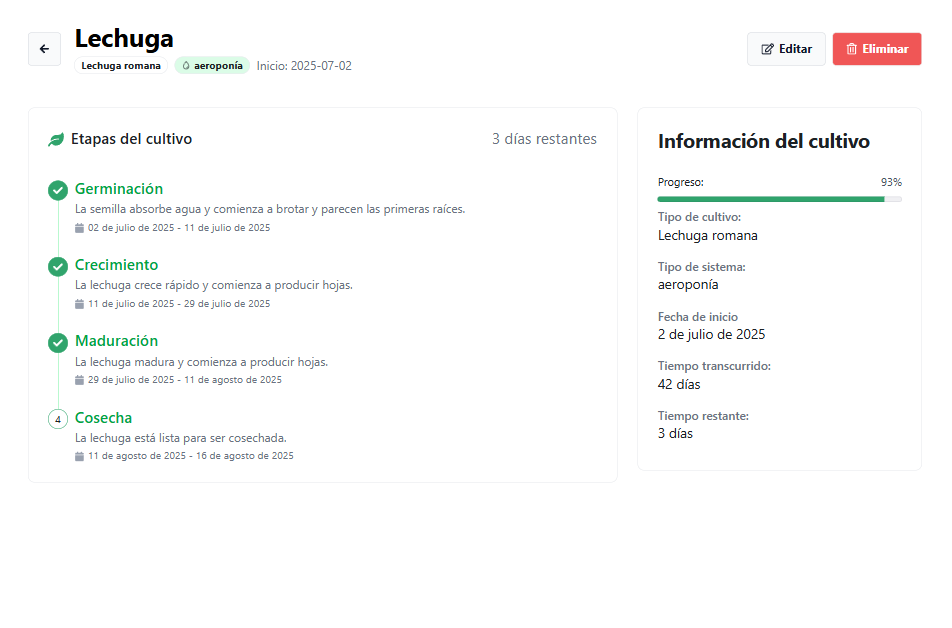 Lechuga
Lechuga romana aeroponía Inicio: 2025-07-02
Editar
Eliminar
Etapas del cultivo
3 días restantes
Germinación
La semilla absorbe agua y comienza a brotar y parecen las primeras raíces.
02 de julio de 2025 - 11 de julio de 2025
Crecimiento
La lechuga crece rápido y comienza a producir hojas.
11 de julio de 2025 - 29 de julio de 2025
Maduración
La lechuga madura y comienza a producir hojas.
29 de julio de 2025 - 11 de agosto de 2025
4 Cosecha
La lechuga está lista para ser cosechada.
11 de agosto de 2025 - 16 de agosto de 2025
Información del cultivo
Progreso: 93%
Tipo de cultivo:
Lechuga romana
Tipo de sistema:
aeroponía
Fecha de inicio
2 de julio de 2025
Tiempo transcurrido:
42 días
Tiempo restante:
3 días